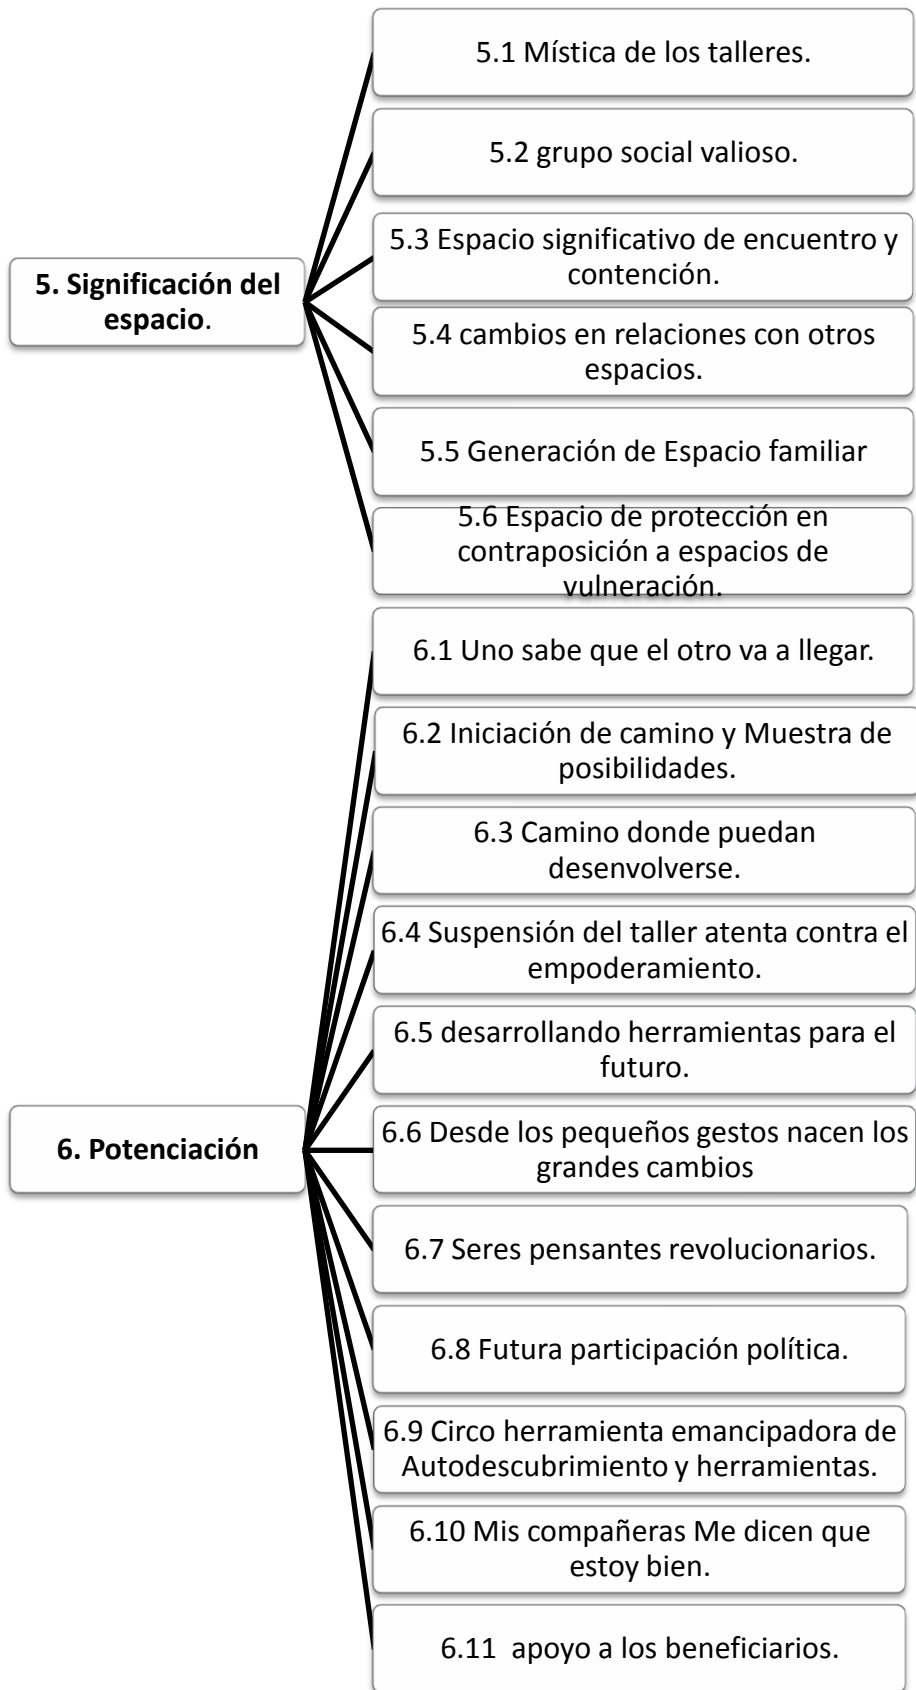 5. Significación del
espacio.
5.1 Mística de los talleres.
5.2 grupo social valioso.
5.3 Espacio significativo de encuentro y
contención.
5.4 cambios en relaciones con otros
espacios.
5.5 Generación de Espacio familiar
5.6 Espacio de protección en
contraposición a espacios de
vulneración.
6. Potenciación
6.1 Uno sabe que el otro va a llegar.
6.2 Iniciación de camino y Muestra de
posibilidades.
6.3 Camino donde puedan
desenvolverse.
6.4 Suspensión del taller atenta contra el
empoderamiento.
6.5 desarrollando herramientas para el
futuro.
6.6 Desde los pequeños gestos nacen los
grandes cambios
6.7 Seres pensantes revolucionarios.
6.8 Futura participación política.
6.9 Circo herramienta emancipadora de
Autodescubrimiento y herramientas.
6.10 Mis compañeras Me dicen que
estoy bien.
6.11 apoyo a los beneficiarios.